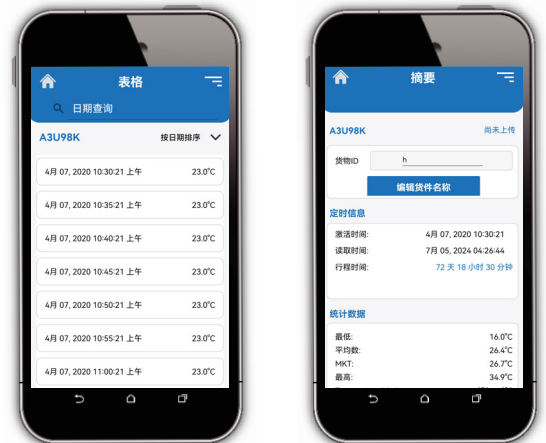 表格
日期查询
A3U98K 按日期排序
4月 07, 2020 10:30:21 上午 23.0°C
4月 07, 2020 10:35:21 上午 23.0°C
4月 07, 2020 10:40:21 上午 23.0°C
4月 07, 2020 10:45:21 上午 23.0°C
4月 07, 2020 10:50:21 上午 23.0°C
4月 07, 2020 10:55:21 上午 23.0°C
4月 07, 2020 11:00:21 上午 23.0°C
摘要
A3U98K 尚未上传
货物ID h
编辑货件名称
定时信息
激活时间: 4月 07, 2020 10:30:21
读取时间: 7月 05, 2024 04:26:44
行程时间: 72 天 18 小时 30 分钟
统计数据
最低: 16.0°C
平均数: 26.4°C
MKT: 26.7°C
最高: 34.9°C